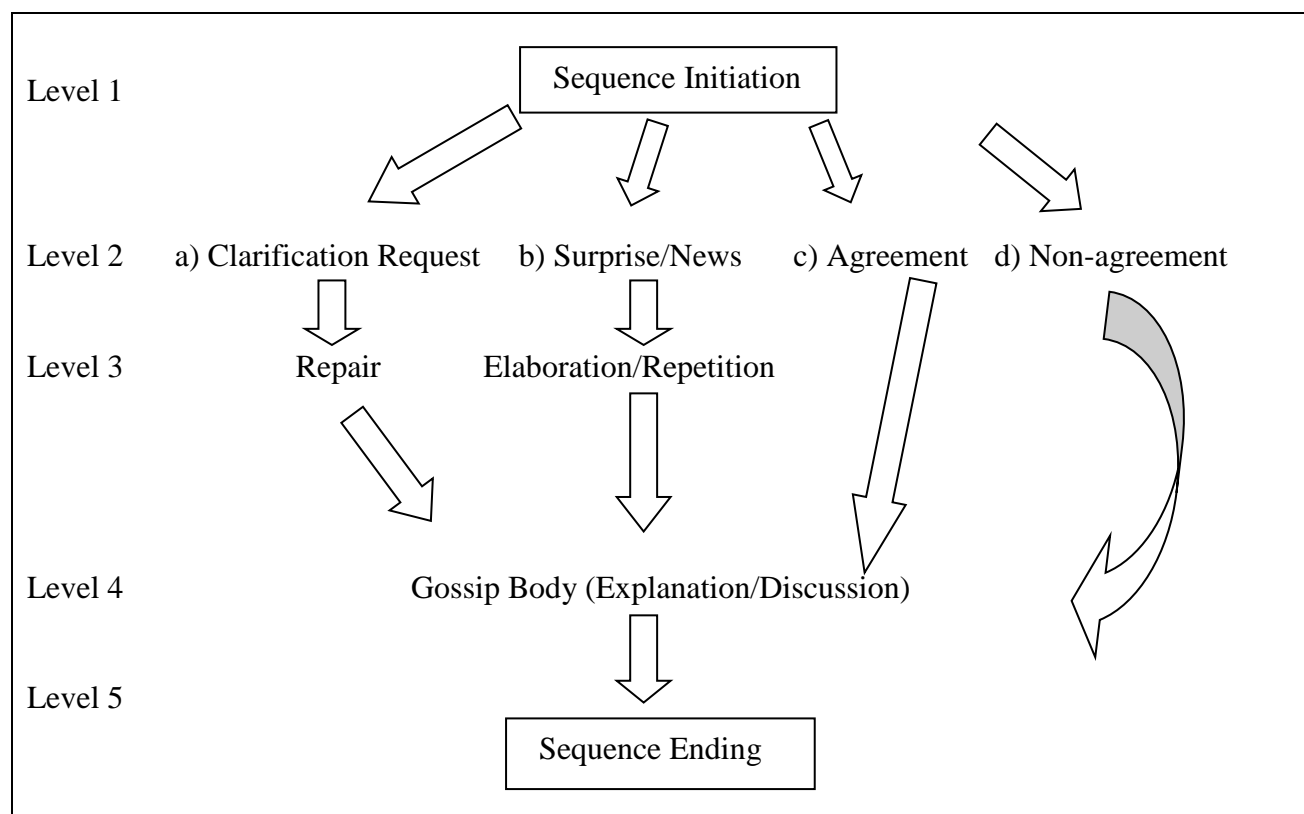 Level 1
Sequence Initiation
Level 2 a) Clarification Request b) Surprise/News c) Agreement d) Non-agreement
Level 3 Repair Elaboration/Repetition
Level 4 Gossip Body (Explanation/Discussion)
Level 5
Sequence Ending